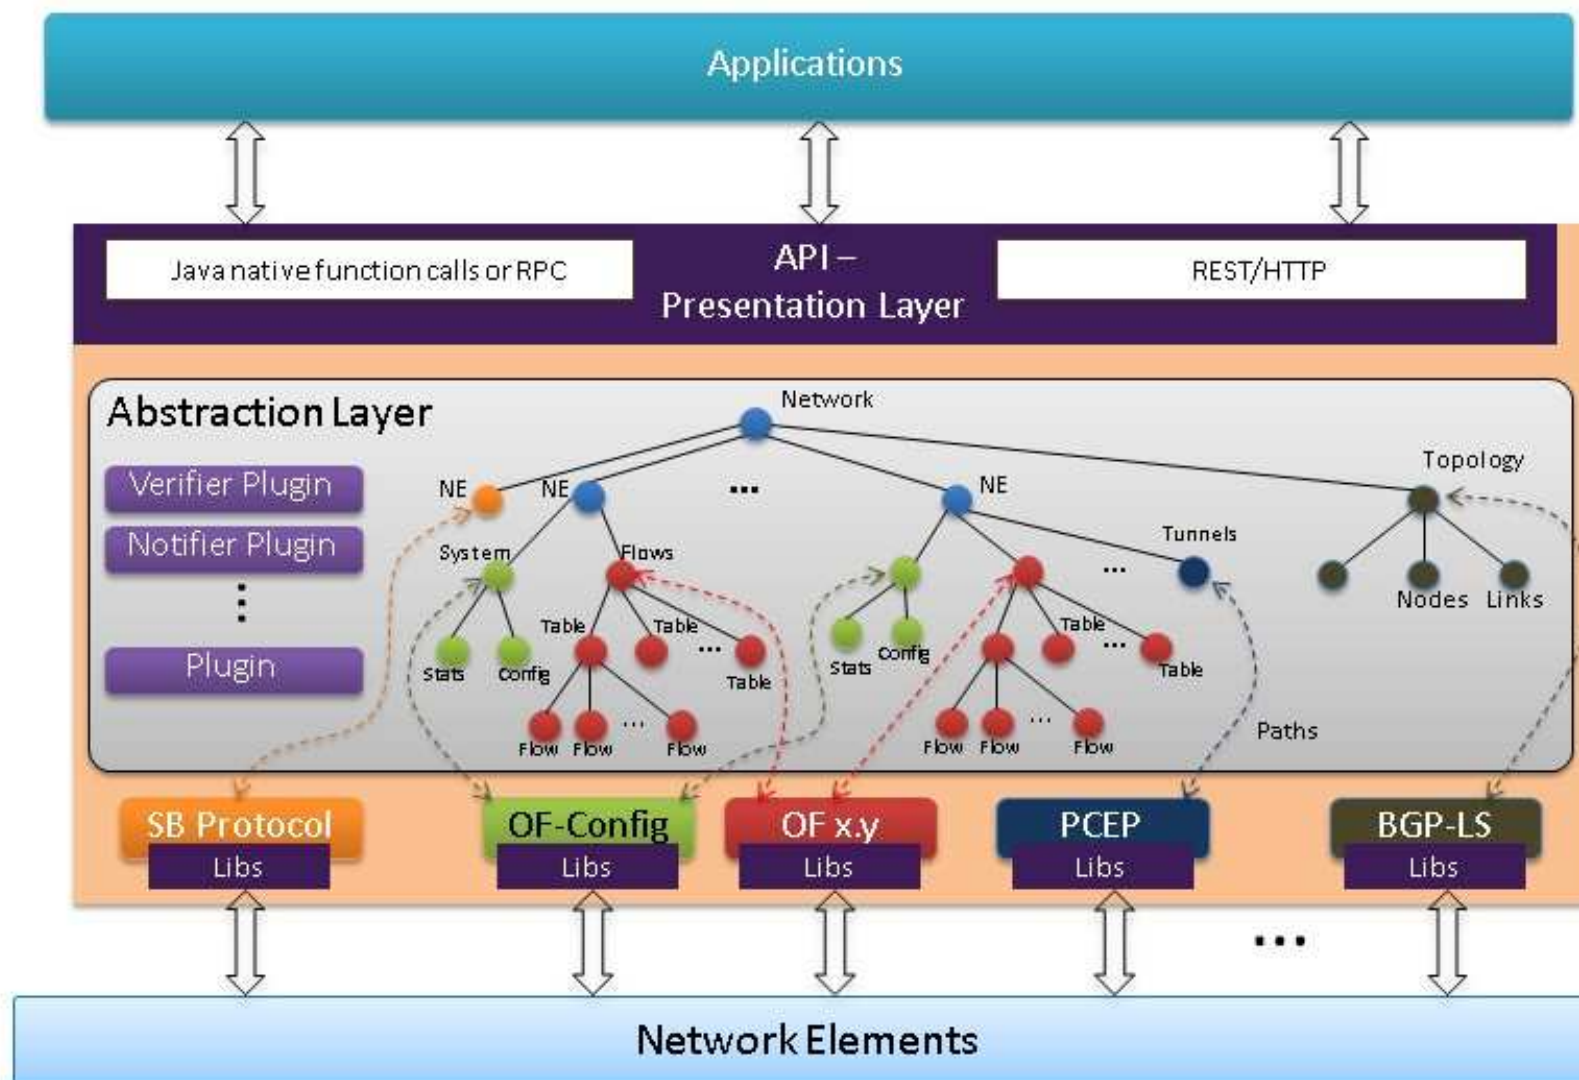 Applications
Java native function calls or RPC
API –
Presentation Layer
REST/HTTP
Abstraction Layer
Network
Verifier Plugin
Notifier Plugin
⋮
Plugin
NE
NE
...
NE
Topology
System
Flows
Tunnels
...
Nodes
Links
Table
Table
...
Table
Stats
Config
Flow
Flow
...
Flow
Stats
Config
Table
...
Table
Flow
Flow
...
Flow
Paths
SB Protocol
Libs
OF-Config
Libs
OF x.y
Libs
PCEP
Libs
BGP-LS
Libs
...
Network Elements